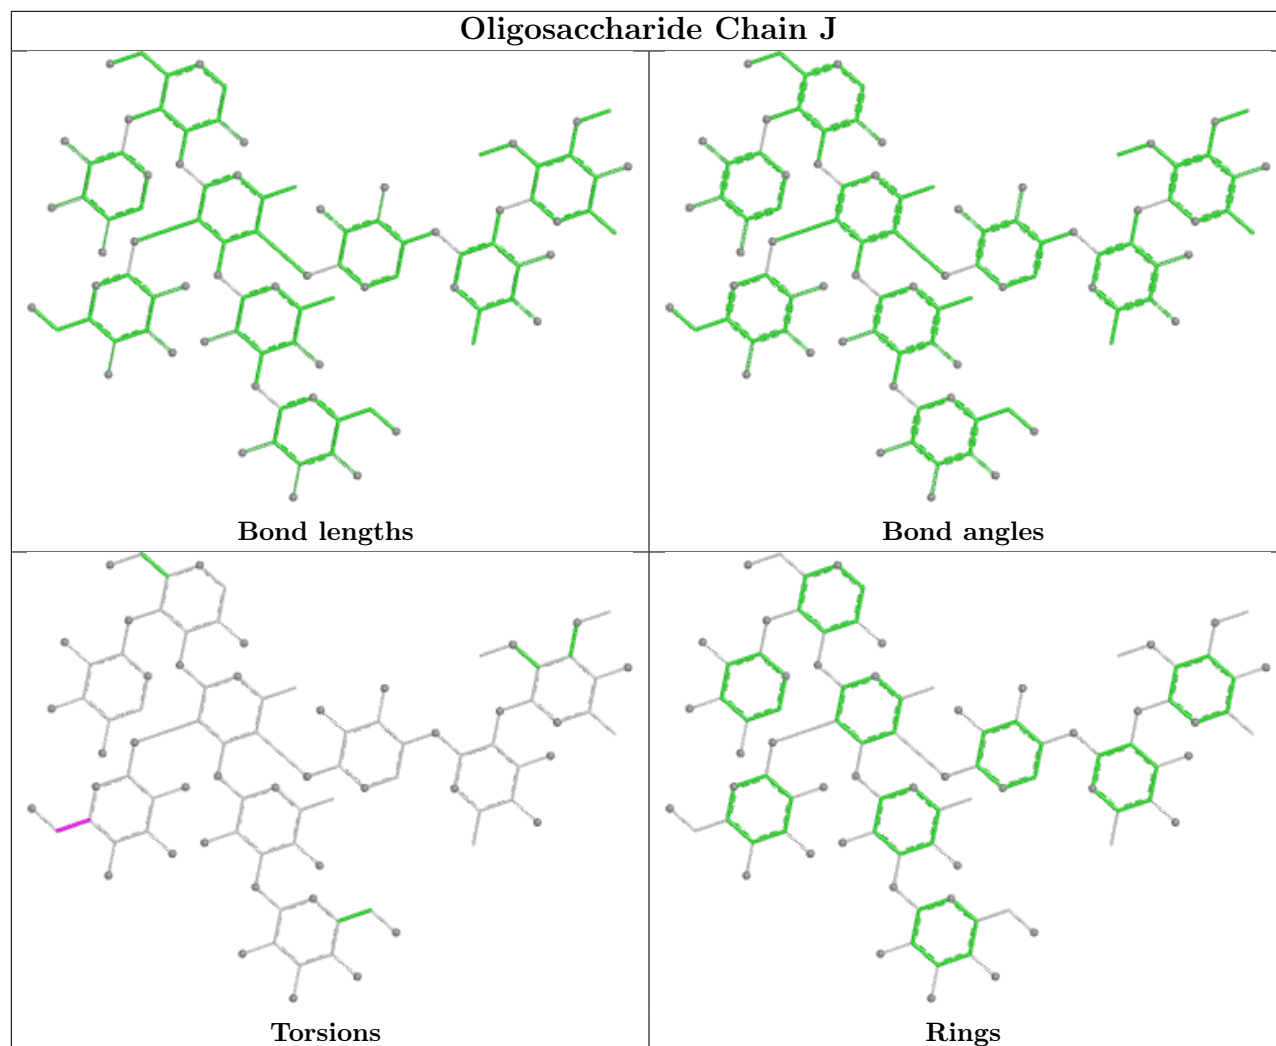 Oligosaccharide Chain J
Bond lengths
Bond angles
Torsions
Rings